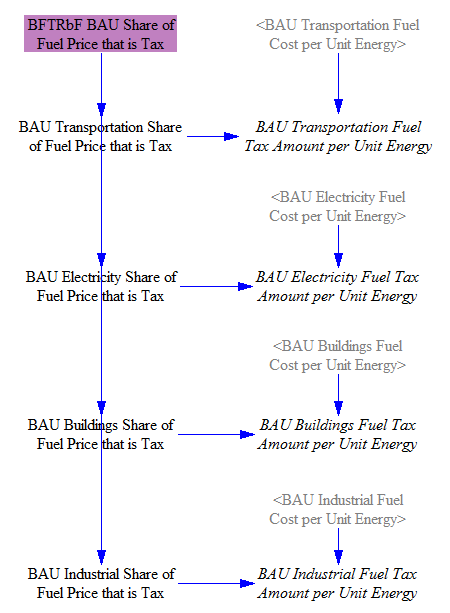 BFTRbF BAU Share of
Fuel Price that is Tax
<BAU Transportation Fuel
Cost per Unit Energy>
BAU Transportation Share
of Fuel Price that is Tax
BAU Transportation Fuel
Tax Amount per Unit Energy
<BAU Electricity Fuel
Cost per Unit Energy>
BAU Electricity Share of
Fuel Price that is Tax
BAU Electricity Fuel Tax
Amount per Unit Energy
<BAU Buildings Fuel
Cost per Unit Energy>
BAU Buildings Share of
Fuel Price that is Tax
BAU Buildings Fuel Tax
Amount per Unit Energy
<BAU Industrial Fuel
Cost per Unit Energy>
BAU Industrial Share of
Fuel Price that is Tax
BAU Industrial Fuel Tax
Amount per Unit Energy